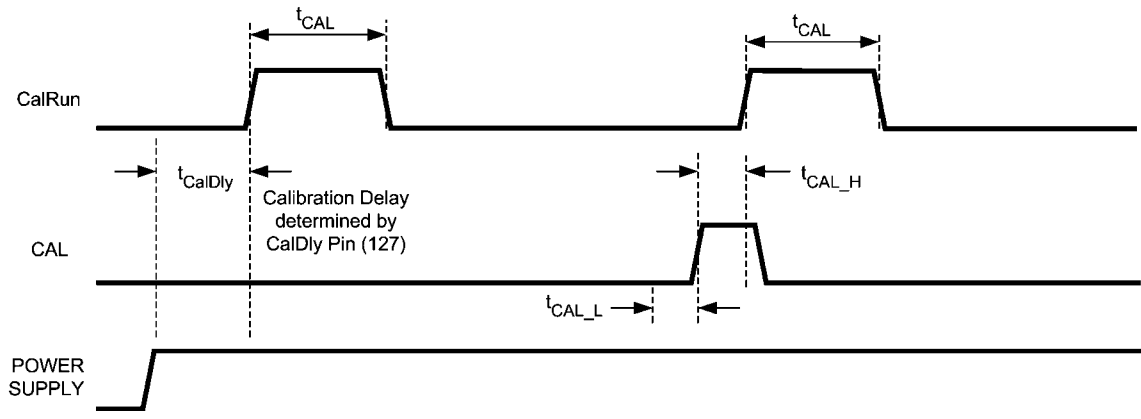 t_CAL
t_CAL
CalRun
t_CalDly
t_CAL_H
Calibration Delay
determined by
CalDly Pin (127)
CAL
t_CAL_L
POWER
SUPPLY